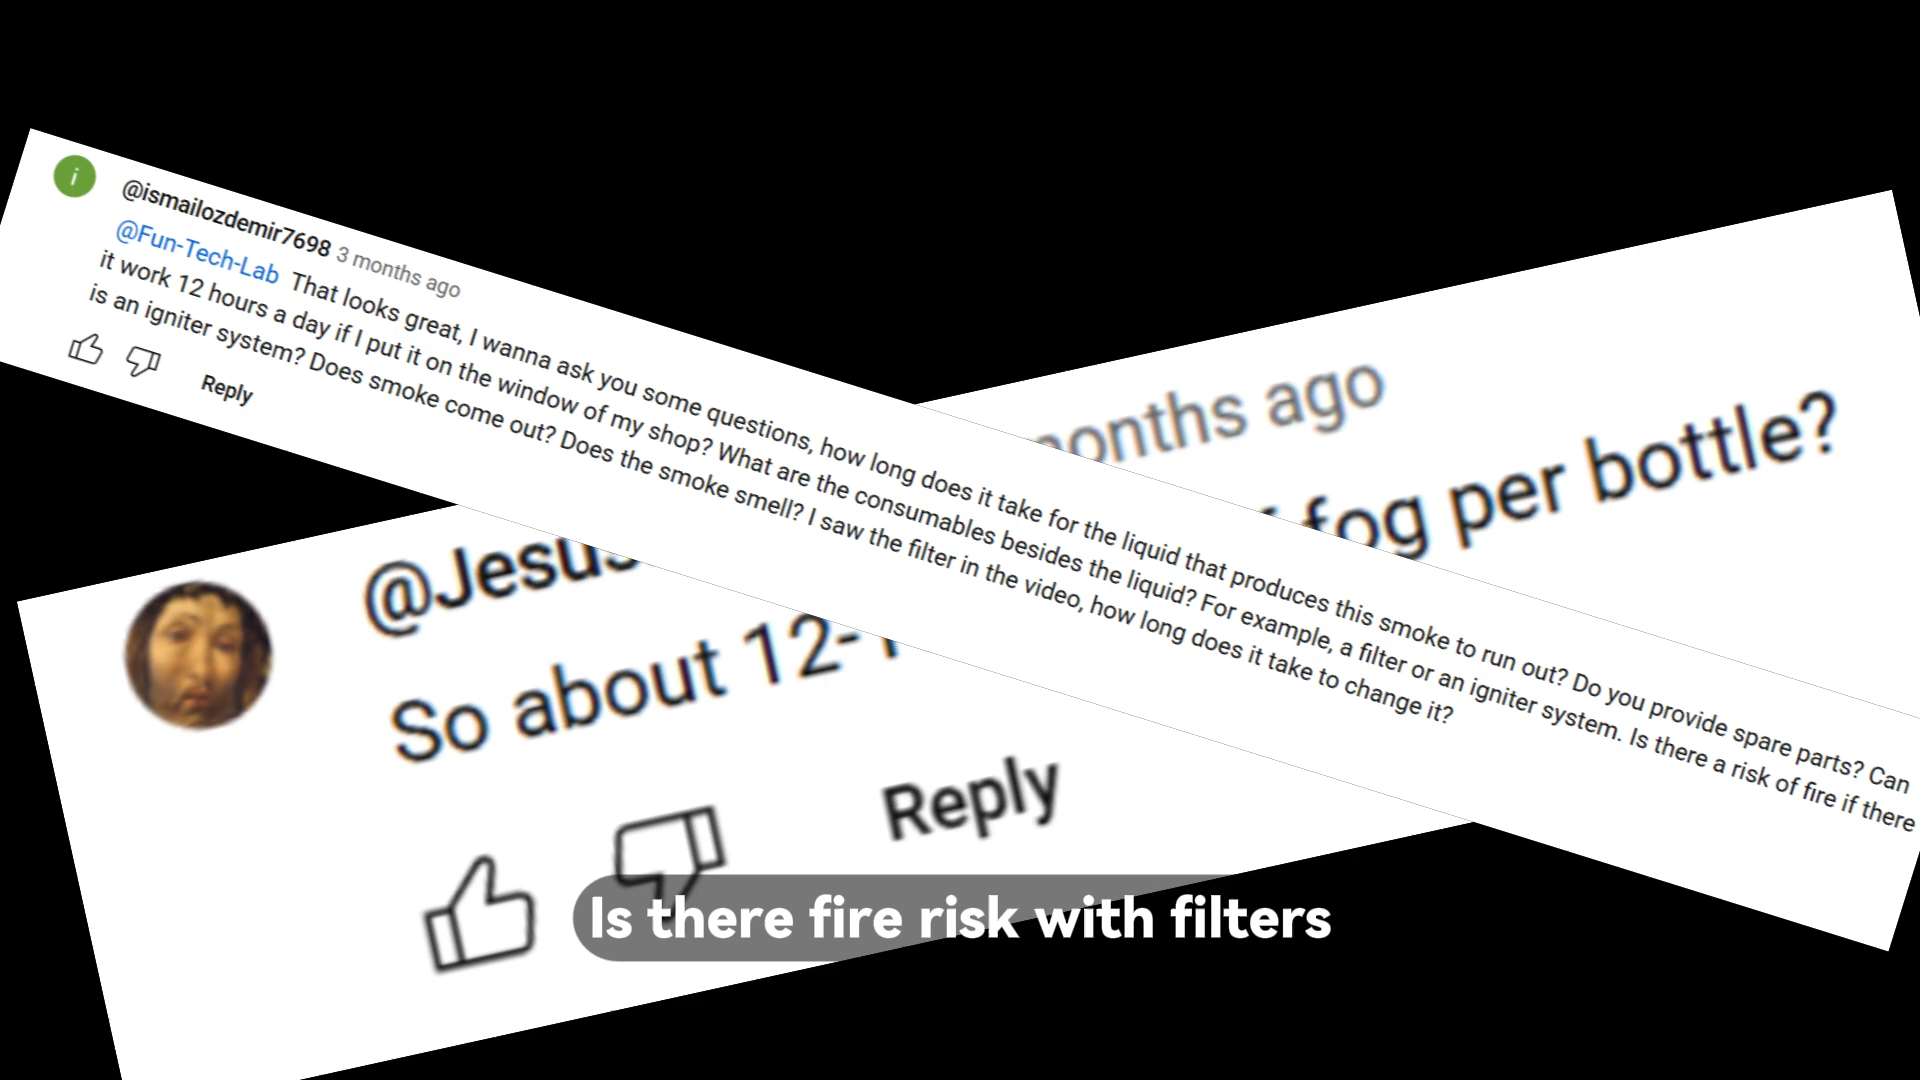 i
@ismailozdemir7698 3 months ago
@Fun-Tech-Lab That looks great, I wanna ask you some questions, how long does it take for the liquid that produces this smoke to run out? Do you provide spare parts? Can
it work 12 hours a day if I put it on the window of my shop? What are the consumables besides the liquid? For example, a filter or an igniter system. Is there a risk of fire if there
is an igniter system? Does smoke come out? Does the smoke smell? I saw the filter in the video, how long does it take to change it?
Reply
ago
fog per bottle?
@Jesus
So about 12-
Reply
Is there fire risk with filters